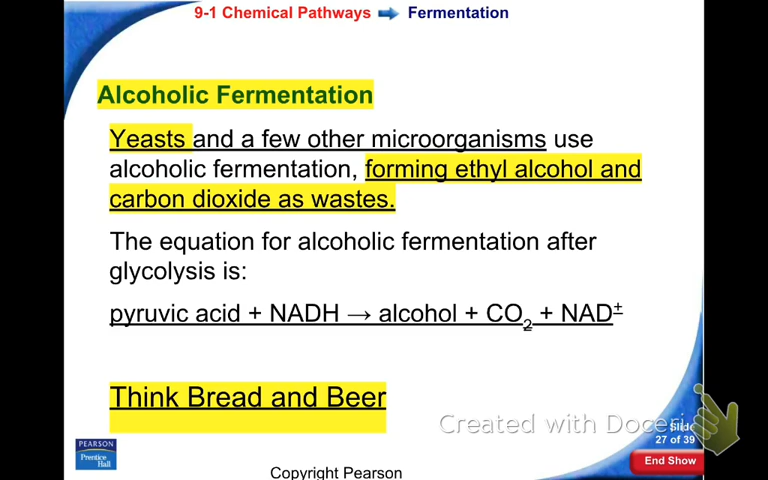 9-1 Chemical Pathways Fermentation
Alcoholic Fermentation
Yeasts and a few other microorganisms use
alcoholic fermentation, forming ethyl alcohol and
carbon dioxide as wastes.
The equation for alcoholic fermentation after
glycolysis is:
pyruvic acid + NADH → alcohol + CO₂ + NAD⁺
Think Bread and Beer
Created with Doceri
Slide
27 of 39
End Show
PEARSON
Prentice
Hall
Copyright Pearson